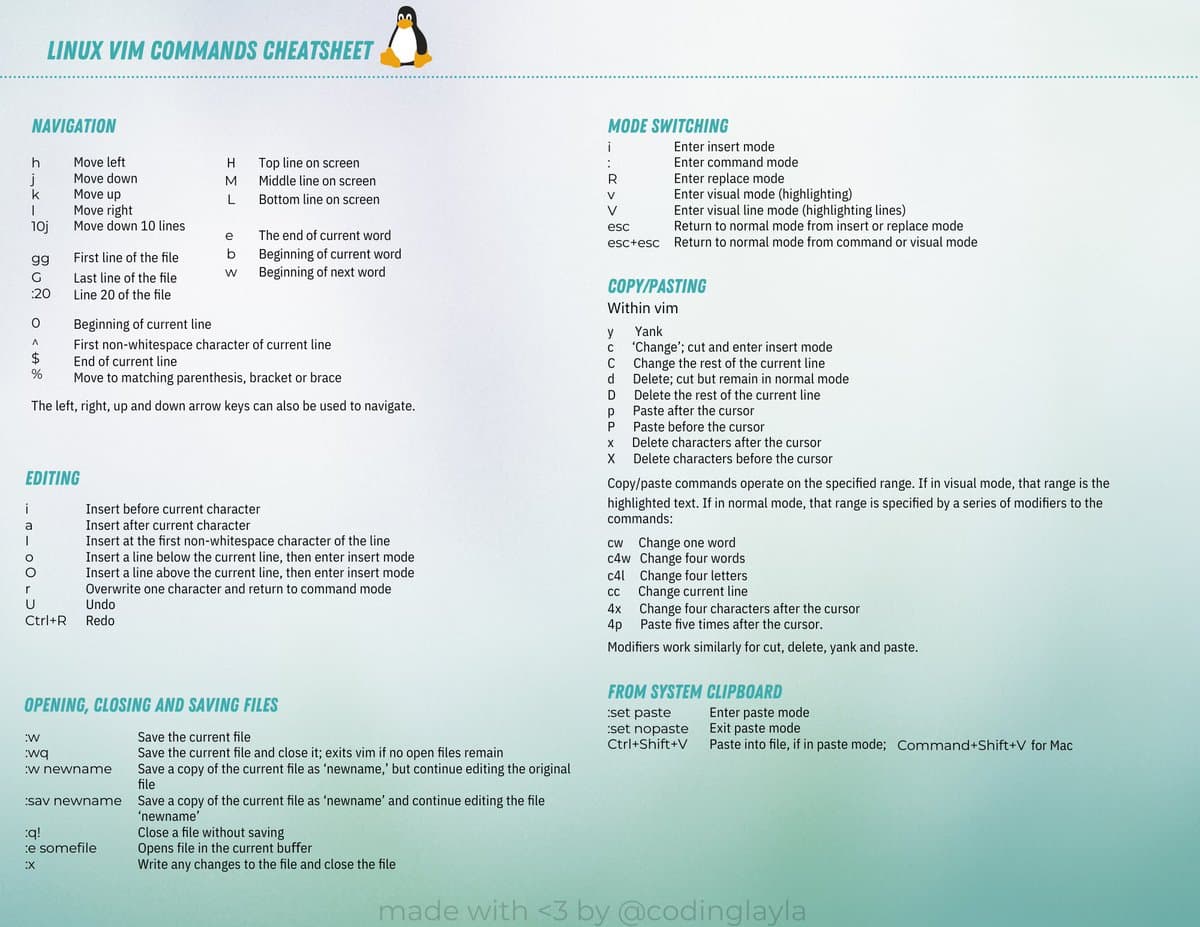 LINUX VIM COMMANDS CHEATSHEET
NAVIGATION
h Move left
j Move down
k Move up
l Move right
10j Move down 10 lines
gg First line of the file
G Last line of the file
:20 Line 20 of the file
0 Beginning of current line
^ First non-whitespace character of current line
$ End of current line
% Move to matching parenthesis, bracket or brace
H Top line on screen
M Middle line on screen
L Bottom line on screen
e The end of current word
b Beginning of current word
w Beginning of next word
The left, right, up and down arrow keys can also be used to navigate.
EDITING
i Insert before current character
a Insert after current character
I Insert at the first non-whitespace character of the line
o Insert a line below the current line, then enter insert mode
O Insert a line above the current line, then enter insert mode
r Overwrite one character and return to command mode
U Undo
Ctrl+R Redo
OPENING, CLOSING AND SAVING FILES
:w Save the current file
:wq Save the current file and close it; exits vim if no open files remain
:w newname Save a copy of the current file as ‘newname,’ but continue editing the original
file
:sav newname Save a copy of the current file as ‘newname’ and continue editing the file
‘newname’
:q! Close a file without saving
:e somefile Opens file in the current buffer
:x Write any changes to the file and close the file
MODE SWITCHING
i Enter insert mode
: Enter command mode
R Enter replace mode
v Enter visual mode (highlighting)
V Enter visual line mode (highlighting lines)
esc Return to normal mode from insert or replace mode
esc+esc Return to normal mode from command or visual mode
COPY/PASTING
Within vim
y Yank
c ‘Change’; cut and enter insert mode
C Change the rest of the current line
d Delete; cut but remain in normal mode
D Delete the rest of the current line
p Paste after the cursor
P Paste before the cursor
x Delete characters after the cursor
X Delete characters before the cursor
Copy/paste commands operate on the specified range. If in visual mode, that range is the
highlighted text. If in normal mode, that range is specified by a series of modifiers to the
commands:
cw Change one word
c4w Change four words
c4l Change four letters
cc Change current line
4x Change four characters after the cursor
4p Paste five times after the cursor.
Modifiers work similarly for cut, delete, yank and paste.
FROM SYSTEM CLIPBOARD
:set paste Enter paste mode
:set nopaste Exit paste mode
Ctrl+Shift+V Paste into file, if in paste mode; Command+Shift+V for Mac
made with <3 by @codinglayla